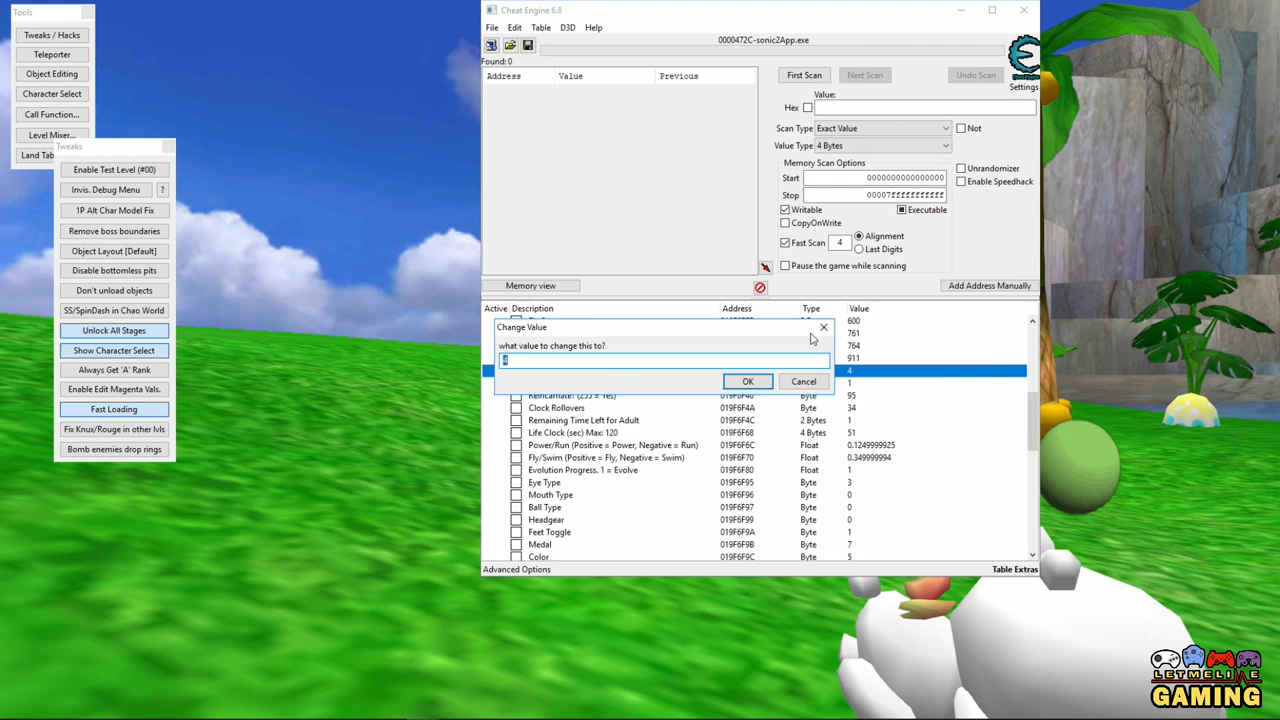 Tools
Tweaks / Hacks
Teleporter
Object Editing
Character Select
Call Function...
Level Mixer...
Land Tab
Tweaks
Enable Test Level (#00)
Invis. Debug Menu ?
1P Alt Char Model Fix
Remove boss boundaries
Object Layout [Default]
Disable bottomless pits
Don't unload objects
SS/SpinDash in Chao World
Unlock All Stages
Show Character Select
Always Get 'A' Rank
Enable Edit Magenta Vals.
Fast Loading
Fix Knux/Rouge in other lvls
Bomb enemies drop rings
Cheat Engine 6.8
File Edit Table D3D Help
0000472C-sonic2App.exe
Found: 0
Address Value Previous
First Scan Next Scan Undo Scan
Settings
Value:
Hex
Scan Type Exact Value Not
Value Type 4 Bytes
Memory Scan Options
Start 0000000000000000
Stop 00007fffffffffff
Unrandomizer
Enable Speedhack
Writable Executable
CopyOnWrite
Fast Scan 4 Alignment
Last Digits
Pause the game while scanning
Memory view Add Address Manually
Active Description Address Type Value
600
761
764
911
4
1
Change Value
what value to change this to?
4
OK Cancel
Reincarnate? (255 = Yes) 019F6F48 Byte 95
Clock Rollovers 019F6F4A Byte 34
Remaining Time Left for Adult 019F6F4C 2 Bytes 1
Life Clock (sec) Max: 120 019F6F68 4 Bytes 51
Power/Run (Positive = Power, Negative = Run) 019F6F6C Float 0.1249999925
Fly/Swim (Positive = Fly, Negative = Swim) 019F6F70 Float 0.349999994
Evolution Progress. 1 = Evolve 019F6F80 Float 1
Eye Type 019F6F95 Byte 3
Mouth Type 019F6F96 Byte 0
Ball Type 019F6F97 Byte 0
Headgear 019F6F99 Byte 0
Feet Toggle 019F6F9A Byte 1
Medal 019F6F9B Byte 7
Color 019F6F9C Byte 5
Advanced Options Table Extras
LETMELIVE
GAMING